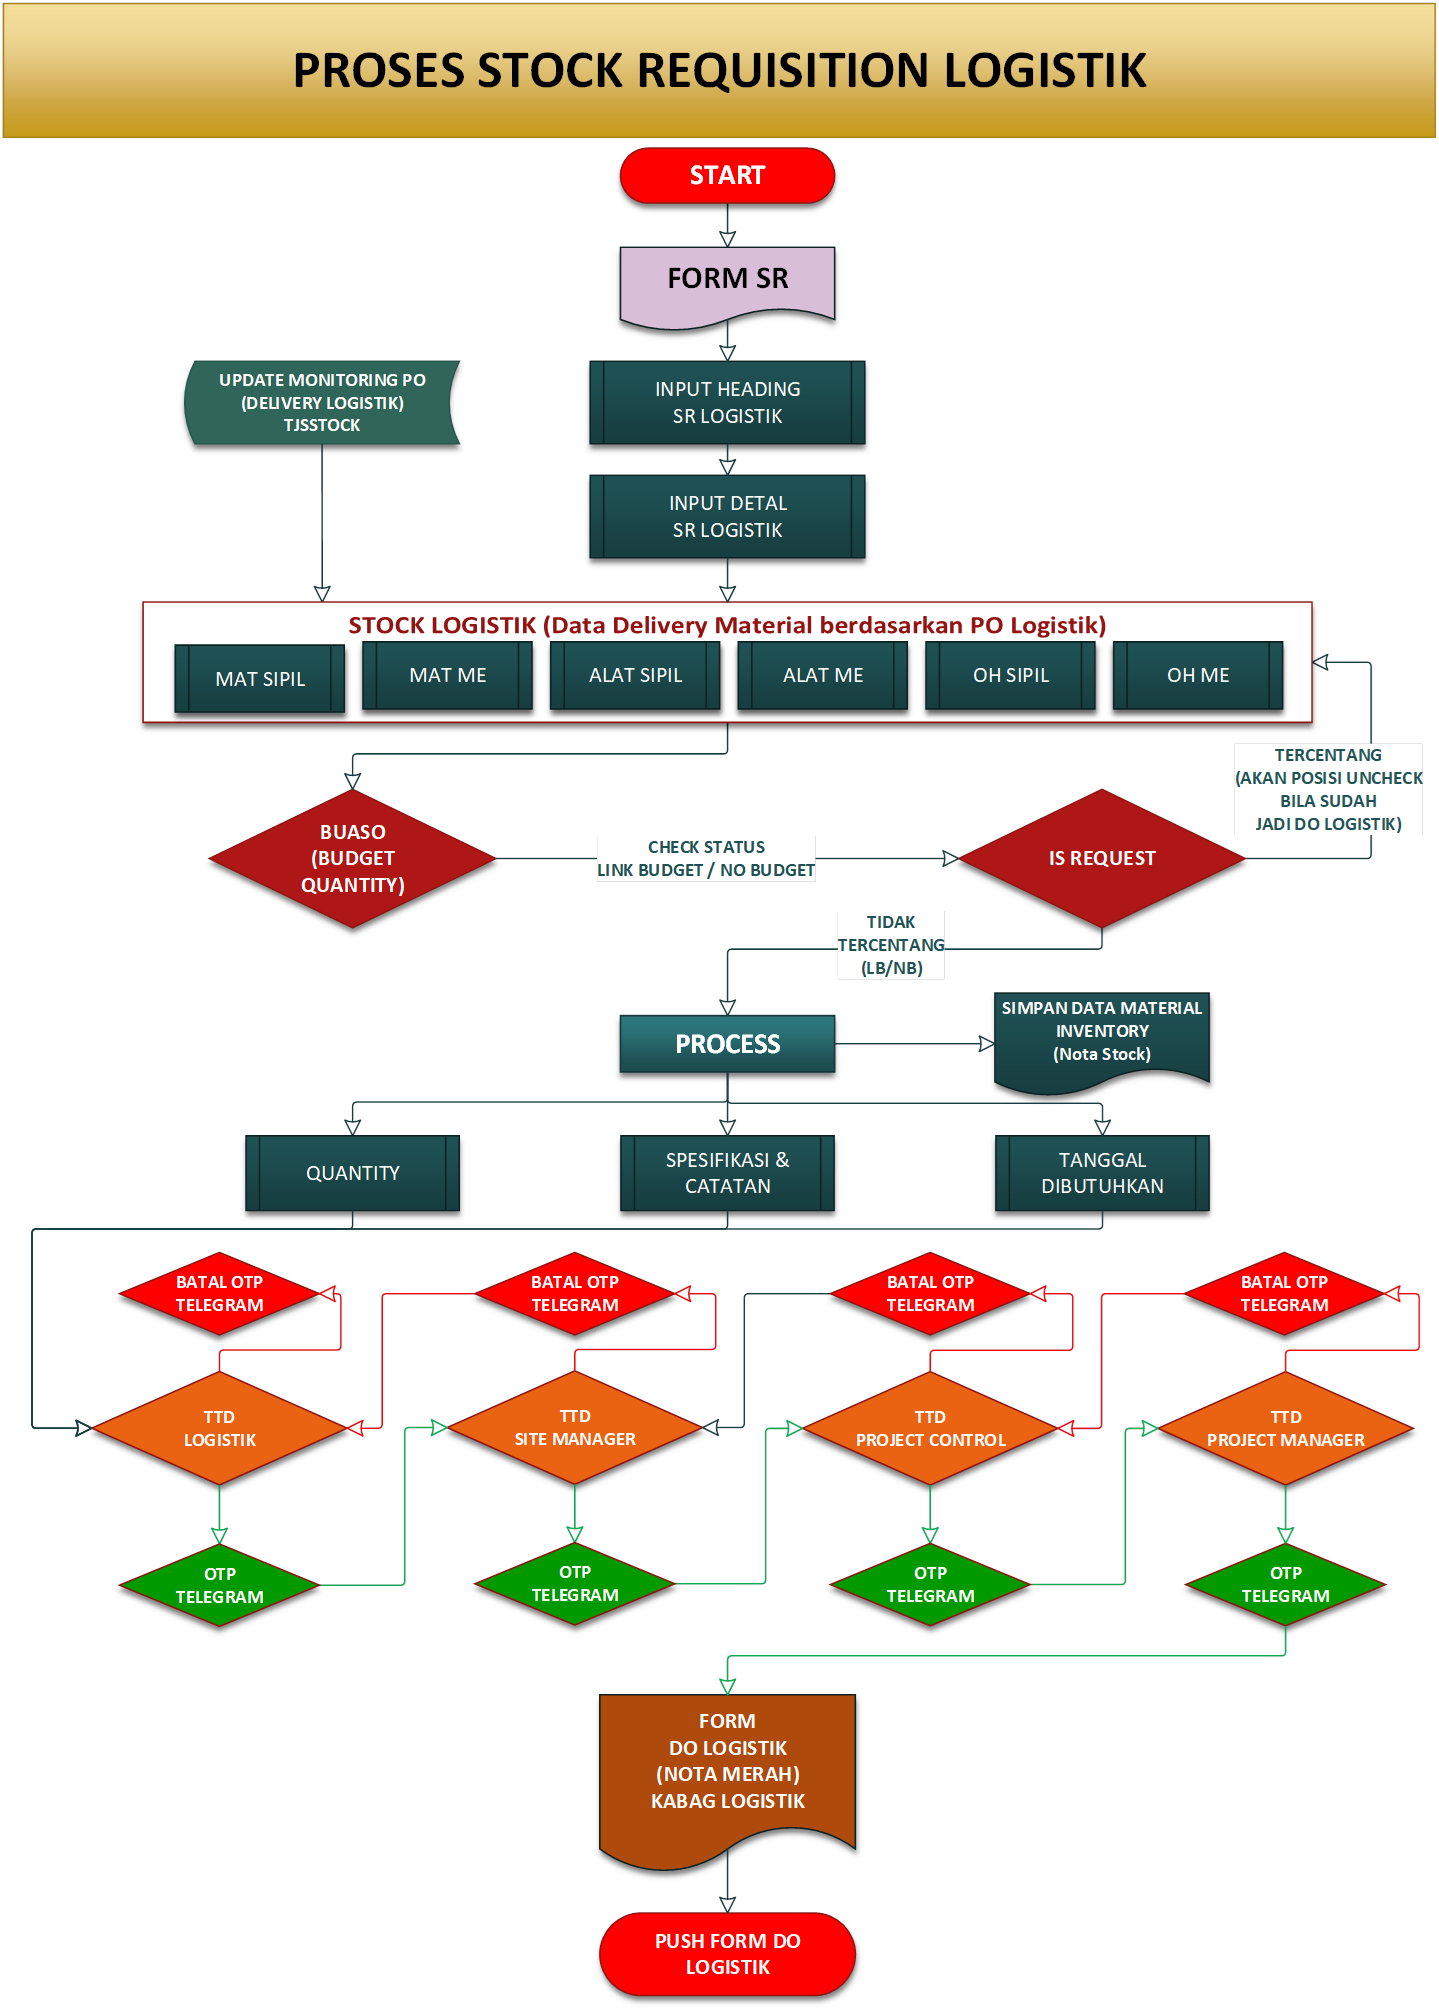 PROSES STOCK REQUISITION LOGISTIK
START
FORM SR
UPDATE MONITORING PO
(DELIVERY LOGISTIK)
TJSSTOCK
INPUT HEADING
SR LOGISTIK
INPUT DETAL
SR LOGISTIK
STOCK LOGISTIK (Data Delivery Material berdasarkan PO Logistik)
MAT SIPIL
MAT ME
ALAT SIPIL
ALAT ME
OH SIPIL
OH ME
TERCENTANG
(AKAN POSISI UNCHECK
BILA SUDAH
JADI DO LOGISTIK)
BUASO
(BUDGET
QUANTITY)
CHECK STATUS
LINK BUDGET / NO BUDGET
IS REQUEST
TIDAK
TERCENTANG
(LB/NB)
PROCESS
SIMPAN DATA MATERIAL
INVENTORY
(Nota Stock)
QUANTITY
SPESIFIKASI &
CATATAN
TANGGAL
DIBUTUHKAN
BATAL OTP
TELEGRAM
BATAL OTP
TELEGRAM
BATAL OTP
TELEGRAM
BATAL OTP
TELEGRAM
TTD
LOGISTIK
TTD
SITE MANAGER
TTD
PROJECT CONTROL
TTD
PROJECT MANAGER
OTP
TELEGRAM
OTP
TELEGRAM
OTP
TELEGRAM
OTP
TELEGRAM
FORM
DO LOGISTIK
(NOTA MERAH)
KABAG LOGISTIK
PUSH FORM DO
LOGISTIK